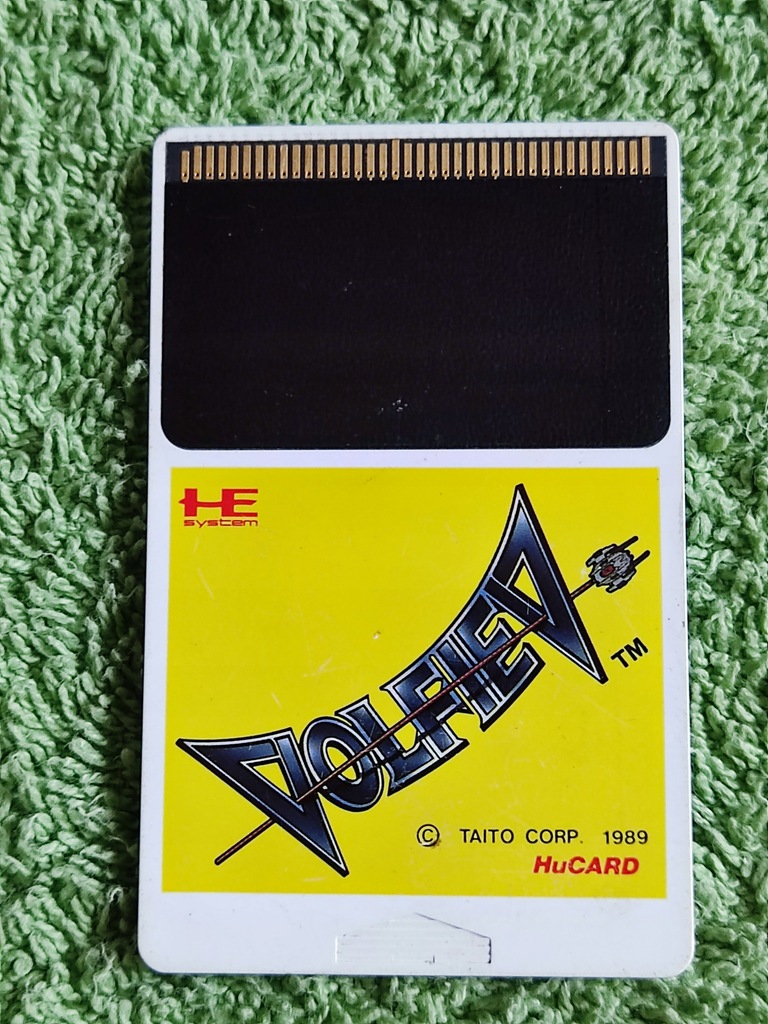 HE
system
VOLFIED
TM
© TAITO CORP. 1989
HuCARD